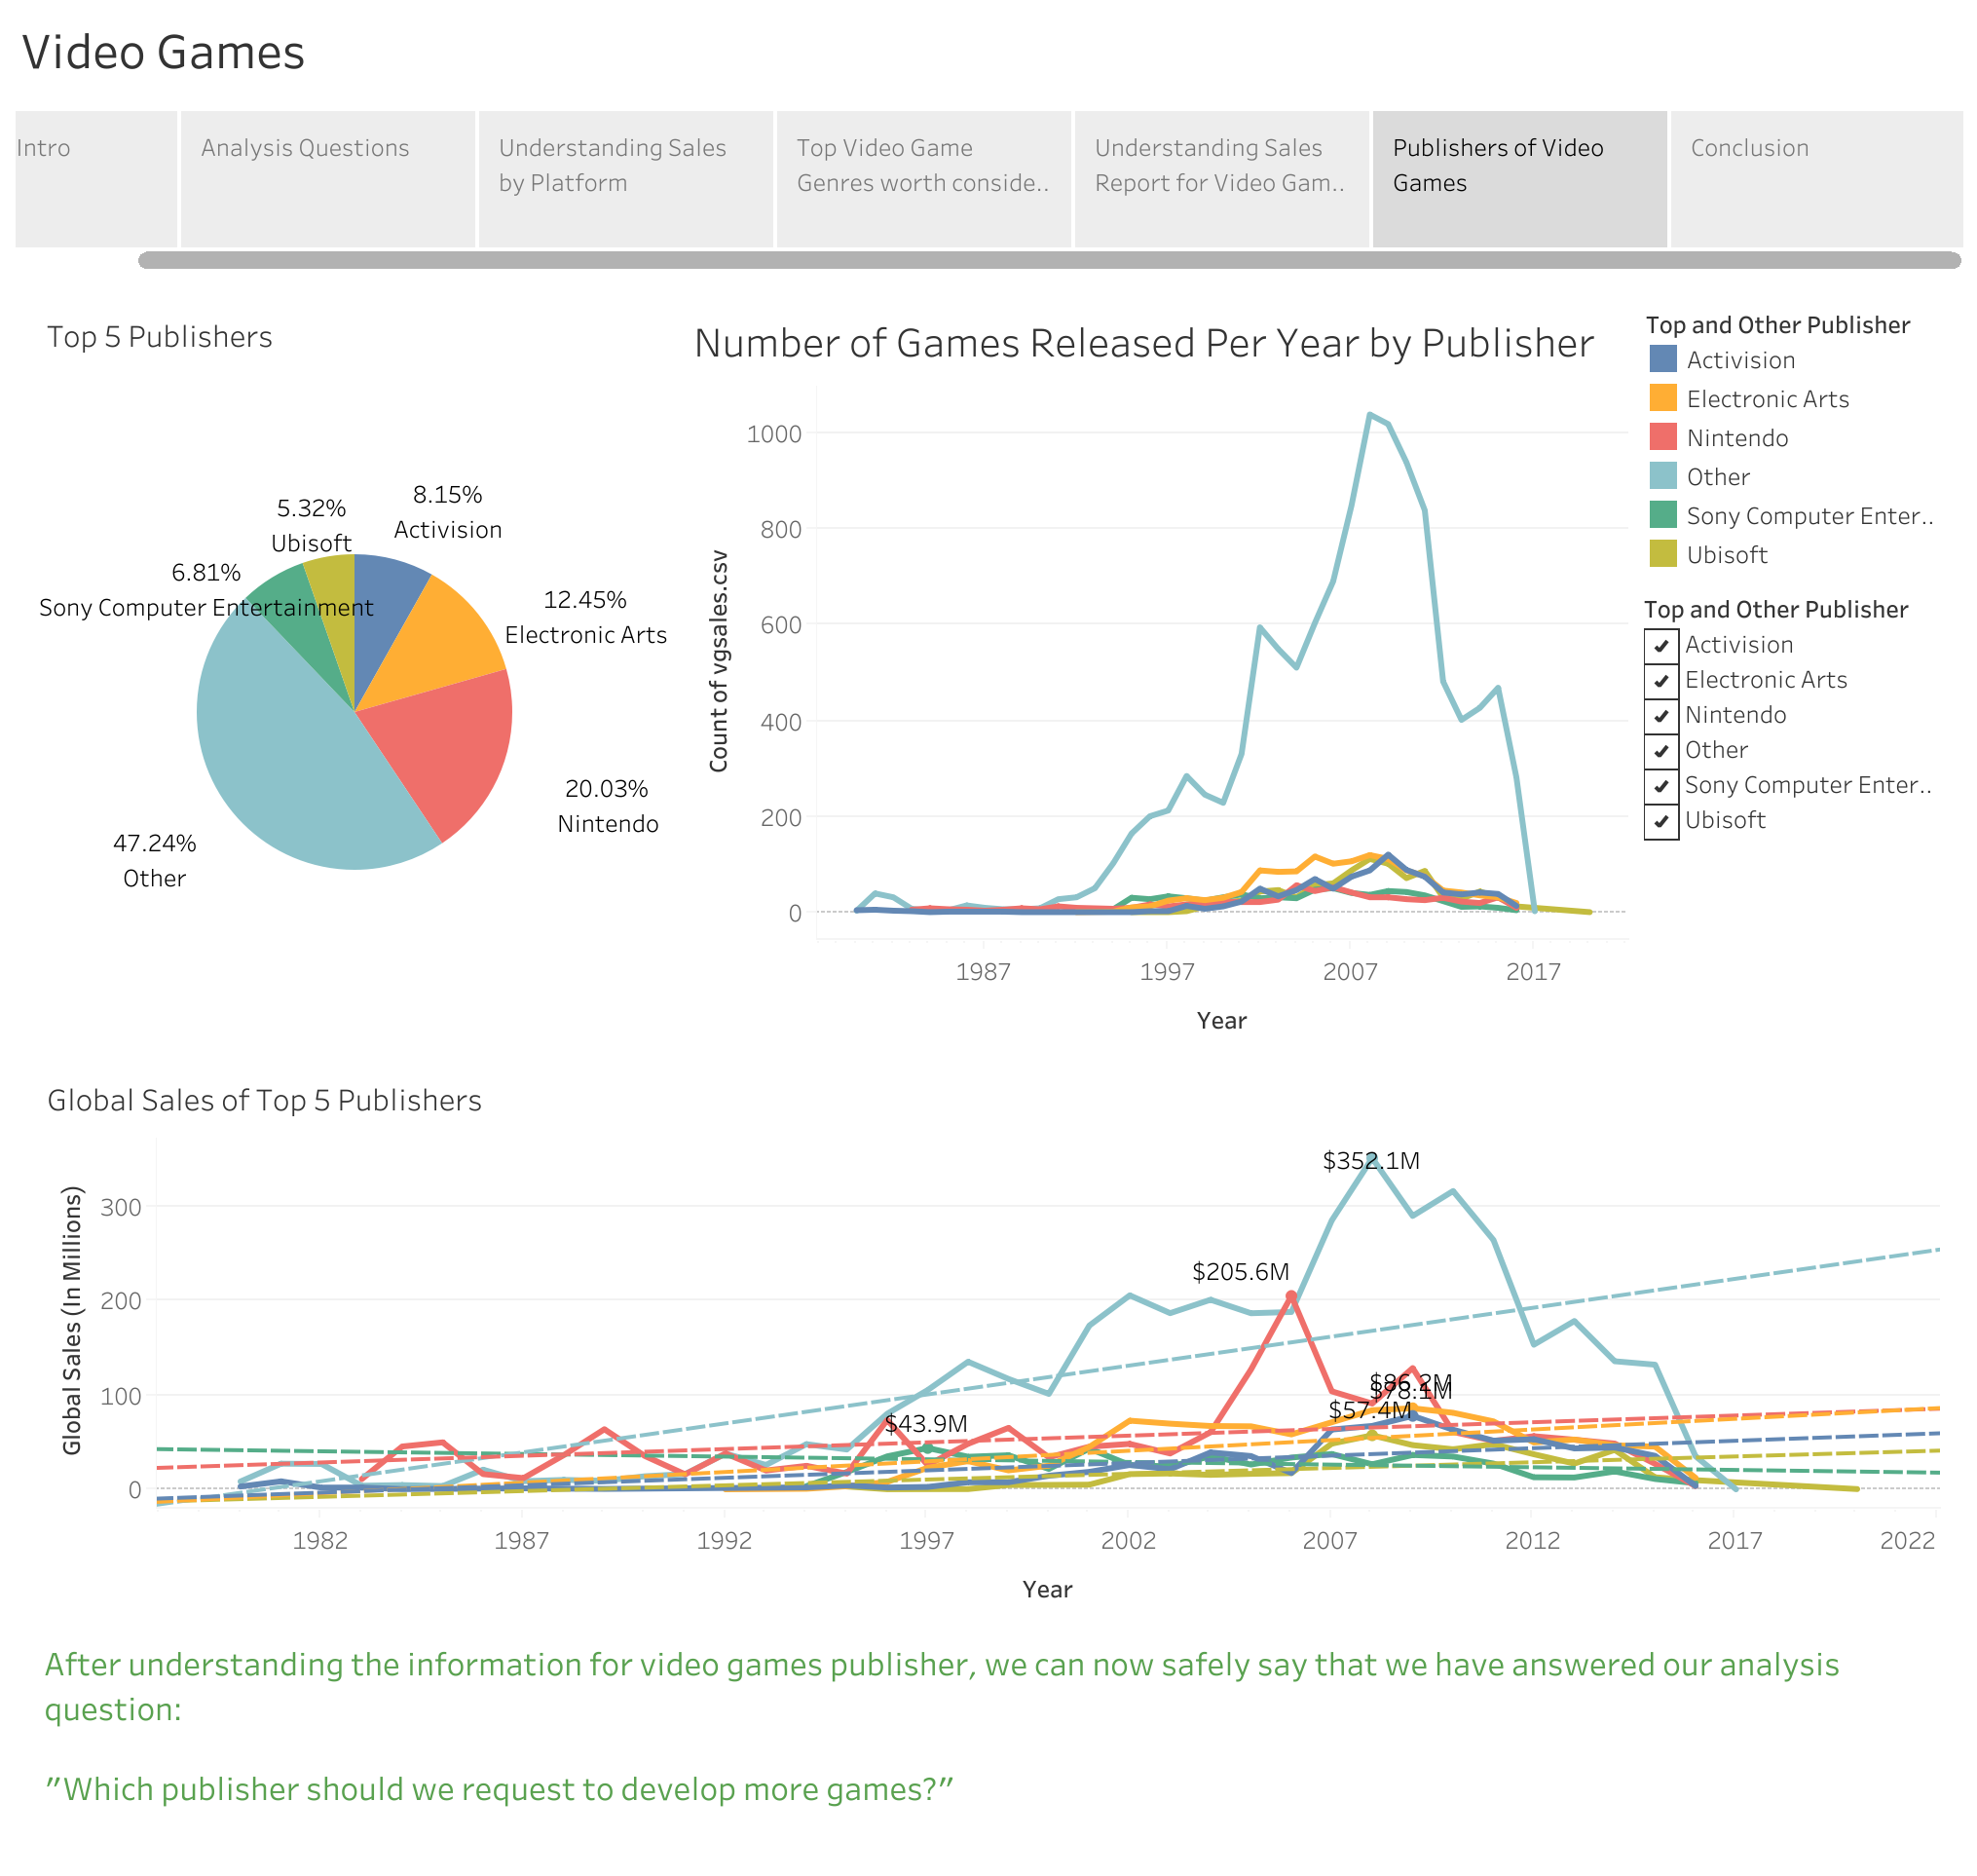 Video Games
Intro
Analysis Questions
Understanding Sales
by Platform
Top Video Game
Genres worth conside..
Understanding Sales
Report for Video Gam..
Publishers of Video
Games
Conclusion
Top 5 Publishers
5.32%
Ubisoft
8.15%
Activision
6.81%
Sony Computer Entertainment
12.45%
Electronic Arts
20.03%
Nintendo
47.24%
Other
Number of Games Released Per Year by Publisher
Count of vgsales.csv
1000
800
600
400
200
0
1987
1997
2007
2017
Year
Top and Other Publisher
Activision
Electronic Arts
Nintendo
Other
Sony Computer Enter..
Ubisoft
Top and Other Publisher
Activision
Electronic Arts
Nintendo
Other
Sony Computer Enter..
Ubisoft
Global Sales of Top 5 Publishers
Global Sales (In Millions)
300
200
100
0
$352.1M
$205.6M
$43.9M
$86.2M
$78.1M
$57.4M
1982
1987
1992
1997
2002
2007
2012
2017
2022
Year
After understanding the information for video games publisher, we can now safely say that we have answered our analysis
question:
"Which publisher should we request to develop more games?"